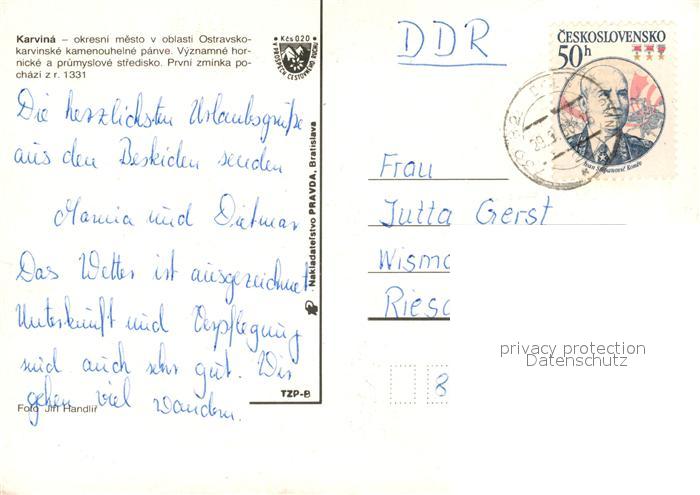 Karviná – okresní město v oblasti Ostravsko-
karvinské kamenouhelné pánve. Významné hor-
nické a průmyslové středisko. První zmínka po-
chází z r. 1331
Kčs 0,20
Die herzlichsten Urlaubsgrüße
aus den Beskiden senden
und Dietmar
Das Wetter ist ausgezeichnet
Unterkunft und Verpflegung
sind auch sehr gut. Wir
gehen viel wandern.
Foto Jiří Handlíř
Nakladateľstvo PRAVDA, Bratislava
TZP-B
DDR
ČESKOSLOVENSKO
50h
Frau
Jutta Gerst
Wismo
Riesc
8
privacy protection
Datenschutz